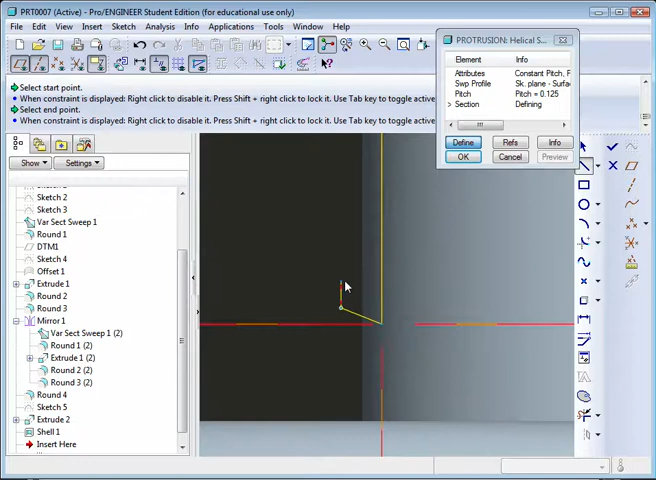 PRT0007 (Active) - Pro/ENGINEER Student Edition (for educational use only)
File Edit View Insert Sketch Analysis Info Applications Tools Window Help
Select start point.
When constraint is displayed: Right click to disable it. Press Shift + right click to lock it. Use Tab key to toggle active
Select end point.
When constraint is displayed: Right click to disable it. Press Shift + right click to lock it. Use Tab key to toggle active
PROTRUSION: Helical S...
Element Info
Attributes Constant Pitch, F
Swp Profile Sk. plane - Surfa
Pitch Pitch = 0.125
> Section Defining
Define Refs Info
OK Cancel Preview
Show Settings
Sketch 2
Sketch 3
Var Sect Sweep 1
Round 1
DTM1
Sketch 4
Offset 1
Extrude 1
Round 2
Round 3
Mirror 1
Var Sect Sweep 1 (2)
Round 1 (2)
Extrude 1 (2)
Round 2 (2)
Round 3 (2)
Round 4
Sketch 5
Extrude 2
Shell 1
Insert Here